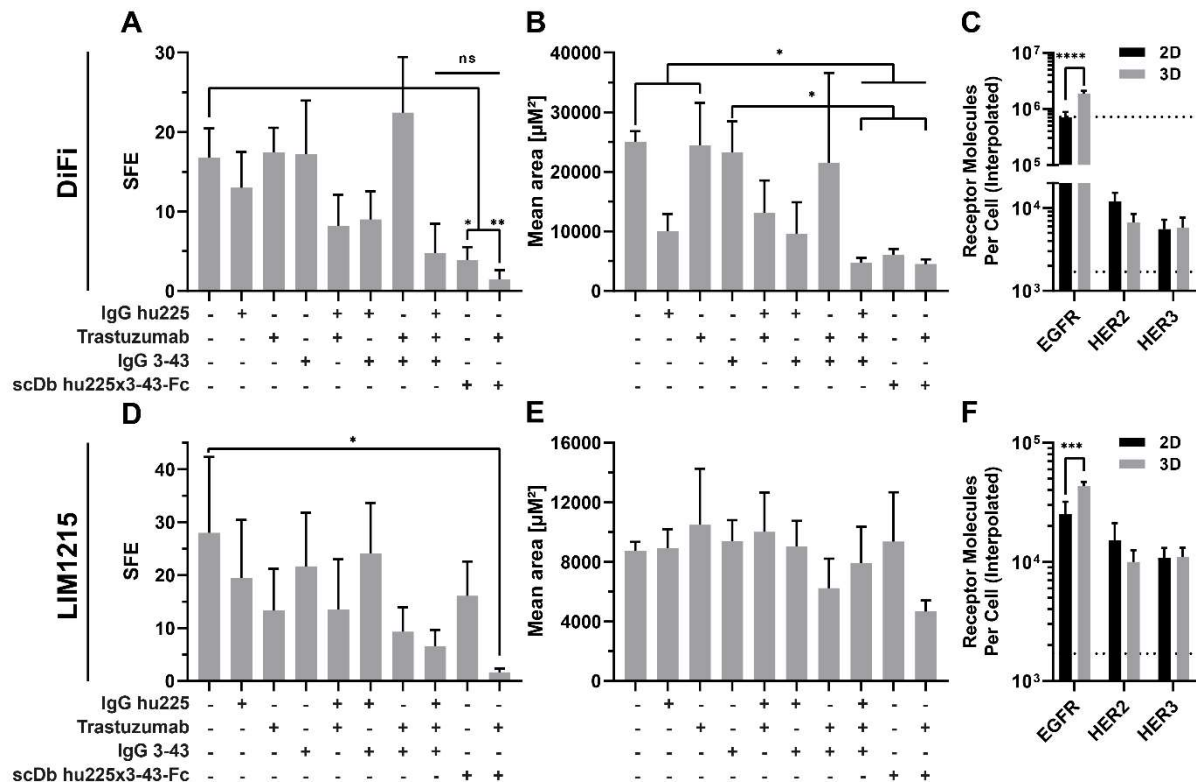 A
B
C
DiFi
SFE
30
20
10
0
ns
*
**
Mean area [µM²]
40000
30000
20000
10000
0
*
*
Receptor Molecules
Per Cell (Interpolated)
10⁷
10⁶
10⁵
10⁴
10³
****
2D
3D
EGFR
HER2
HER3
IgG hu225 - + - - + + - + - - - + - - + + - + - -
Trastuzumab - - + - + - + + - + - - + - + - + + - +
IgG 3-43 - - - + - + + + - - - - - + - + + + - -
scDb hu225x3-43-Fc - - - - - - - - + + - - - - - - - - + +
D
E
F
LIM1215
SFE
40
30
20
10
0
*
Mean area [µM²]
16000
12000
8000
4000
0
Receptor Molecules
Per Cell (Interpolated)
10⁵
10⁴
10³
***
2D
3D
EGFR
HER2
HER3
IgG hu225 - + - - + + - + - - - + - - + + - + - -
Trastuzumab - - + - + - + + - + - - + - + - + + - +
IgG 3-43 - - - + - + + + - - - - - + - + + + - -
scDb hu225x3-43-Fc - - - - - - - - + + - - - - - - - - + +